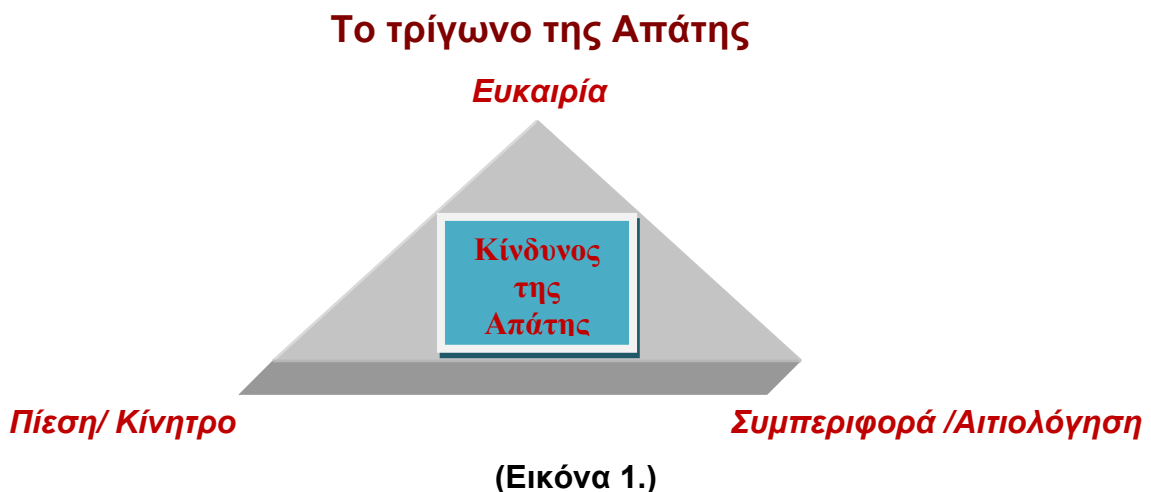 Το τρίγωνο της Απάτης
Ευκαιρία
Κίνδυνος
της
Απάτης
Πίεση/ Κίνητρο
Συμπεριφορά /Αιτιολόγηση
(Εικόνα 1.)